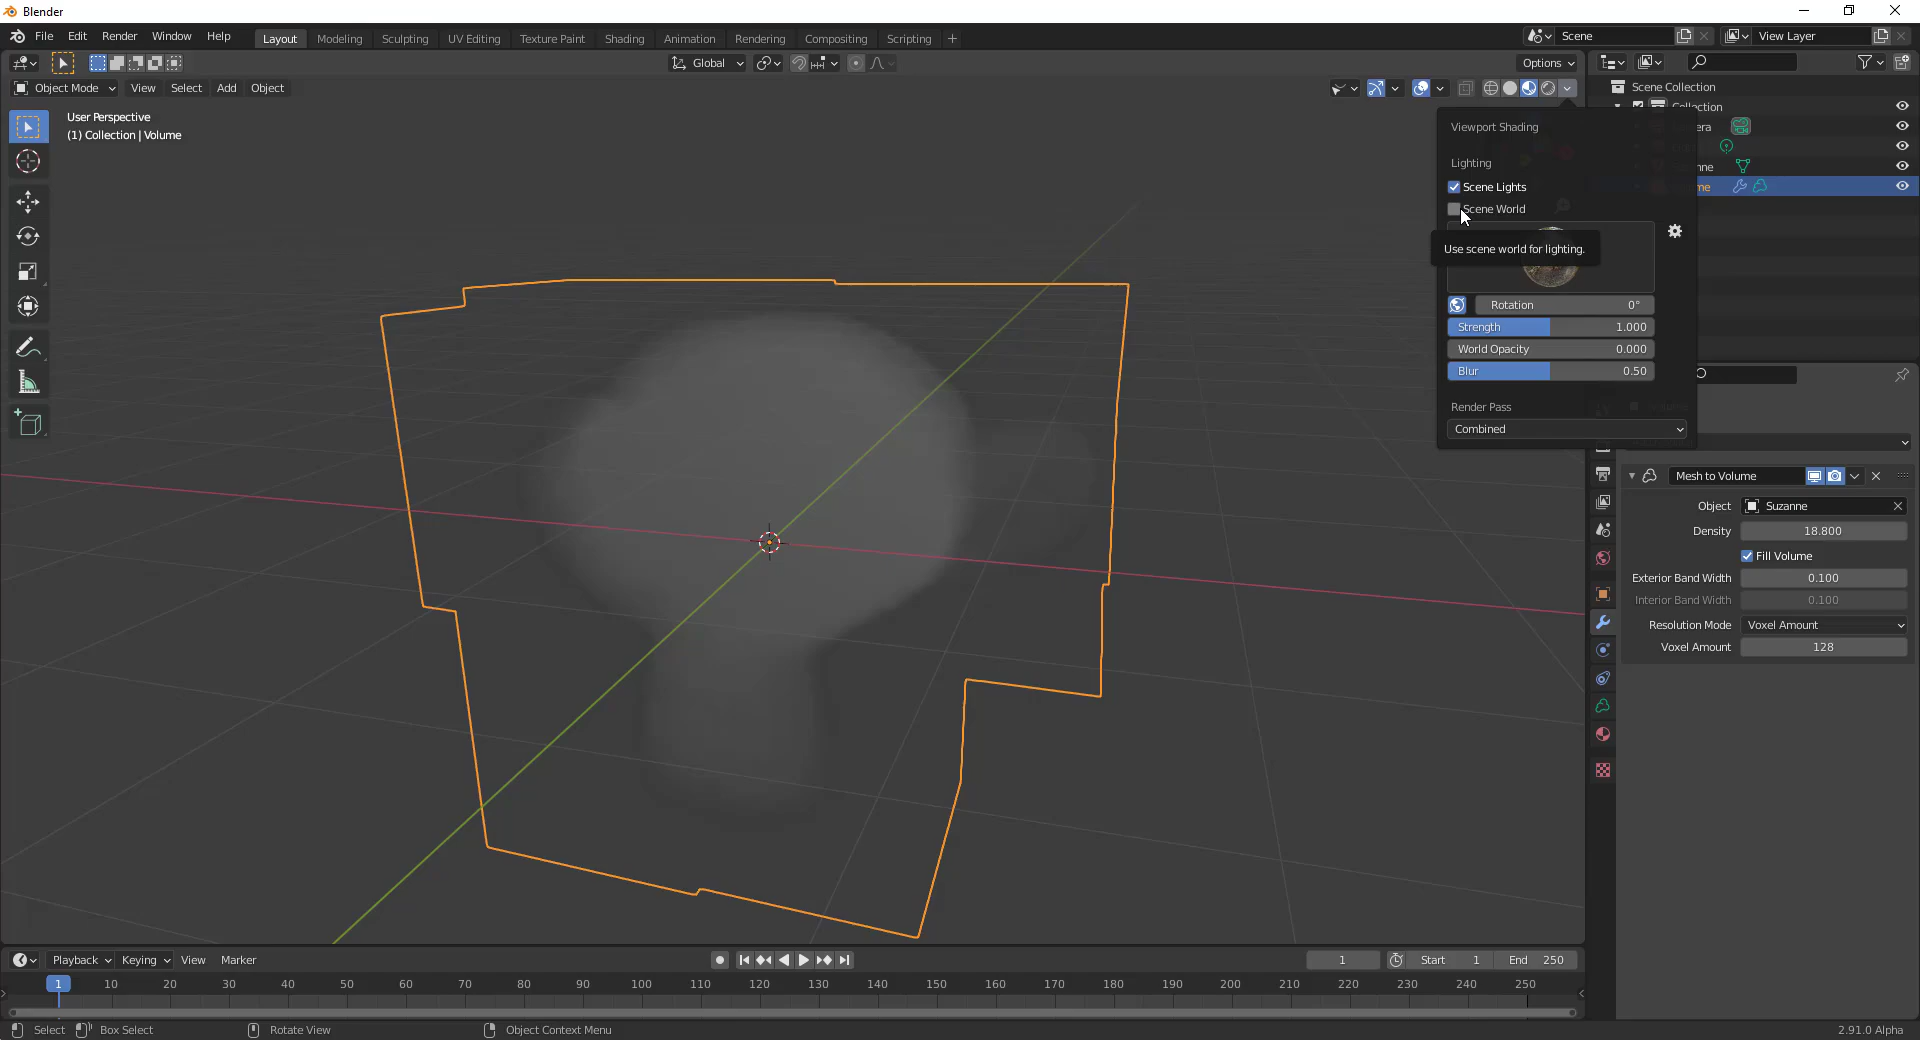 Blender
File Edit Render Window Help
Layout Modeling Sculpting UV Editing Texture Paint Shading Animation Rendering Compositing Scripting +
Scene
View Layer
Global
Options
Object Mode View Select Add Object
User Perspective
(1) Collection | Volume
Scene Collection
Collection
Viewport Shading
Lighting
Scene Lights
Scene World
Use scene world for lighting.
Rotation 0°
Strength 1.000
World Opacity 0.000
Blur 0.50
Render Pass
Combined
Mesh to Volume
Object Suzanne
Density 18.800
Fill Volume
Exterior Band Width 0.100
Interior Band Width 0.100
Resolution Mode Voxel Amount
Voxel Amount 128
Playback Keying View Marker
1
Start 1
End 250
1 10 20 30 40 50 60 70 80 90 100 110 120 130 140 150 160 170 180 190 200 210 220 230 240 250
Select Box Select Rotate View Object Context Menu
2.91.0 Alpha